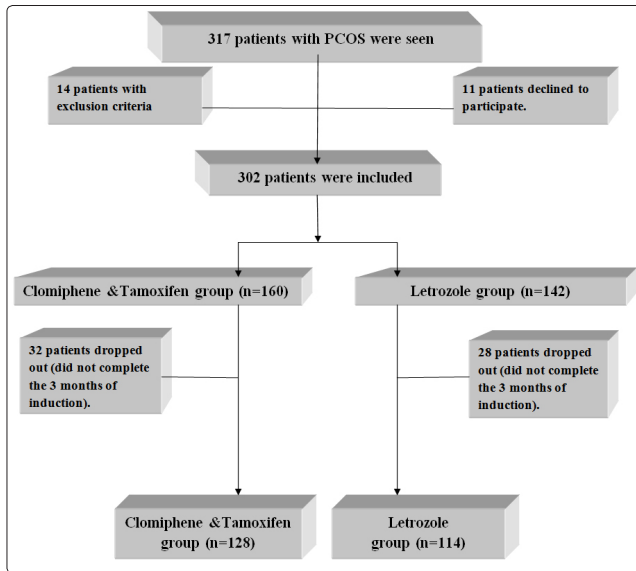 317 patients with PCOS were seen
14 patients with
exclusion criteria
11 patients declined to
participate.
302 patients were included
Clomiphene &Tamoxifen group (n=160)
Letrozole group (n=142)
32 patients dropped
out (did not complete
the 3 months of
induction).
28 patients dropped
out (did not complete
the 3 months of
induction).
Clomiphene &Tamoxifen
group (n=128)
Letrozole
group (n=114)